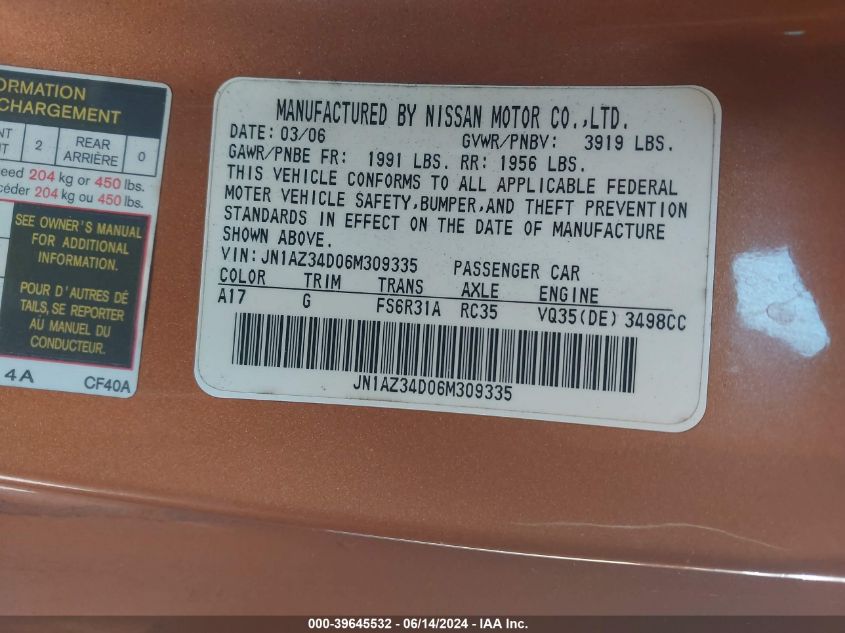 ORMATION
CHARGEMENT
NT 2 REAR 0
UT ARRIÈRE
eed 204 kg or 450 lbs.
céder 204 kg ou 450 lbs.
SEE OWNER'S MANUAL
FOR ADDITIONAL
INFORMATION.
POUR D'AUTRES DÉ
TAILS, SE REPORTER
AU MANUEL DU
CONDUCTEUR.
4A CF40A
MANUFACTURED BY NISSAN MOTOR CO.,LTD.
DATE: 03/06 GVWR/PNBV: 3919 LBS.
GAWR/PNBE FR: 1991 LBS. RR: 1956 LBS.
THIS VEHICLE CONFORMS TO ALL APPLICABLE FEDERAL
MOTER VEHICLE SAFETY,BUMPER,AND THEFT PREVENTION
STANDARDS IN EFFECT ON THE DATE OF MANUFACTURE
SHOWN ABOVE.
VIN: JN1AZ34D06M309335 PASSENGER CAR
COLOR TRIM TRANS AXLE ENGINE
A17 G FS6R31A RC35 VQ35(DE) 3498CC
JN1AZ34D06M309335
000-39645532 - 06/14/2024 - IAA Inc.